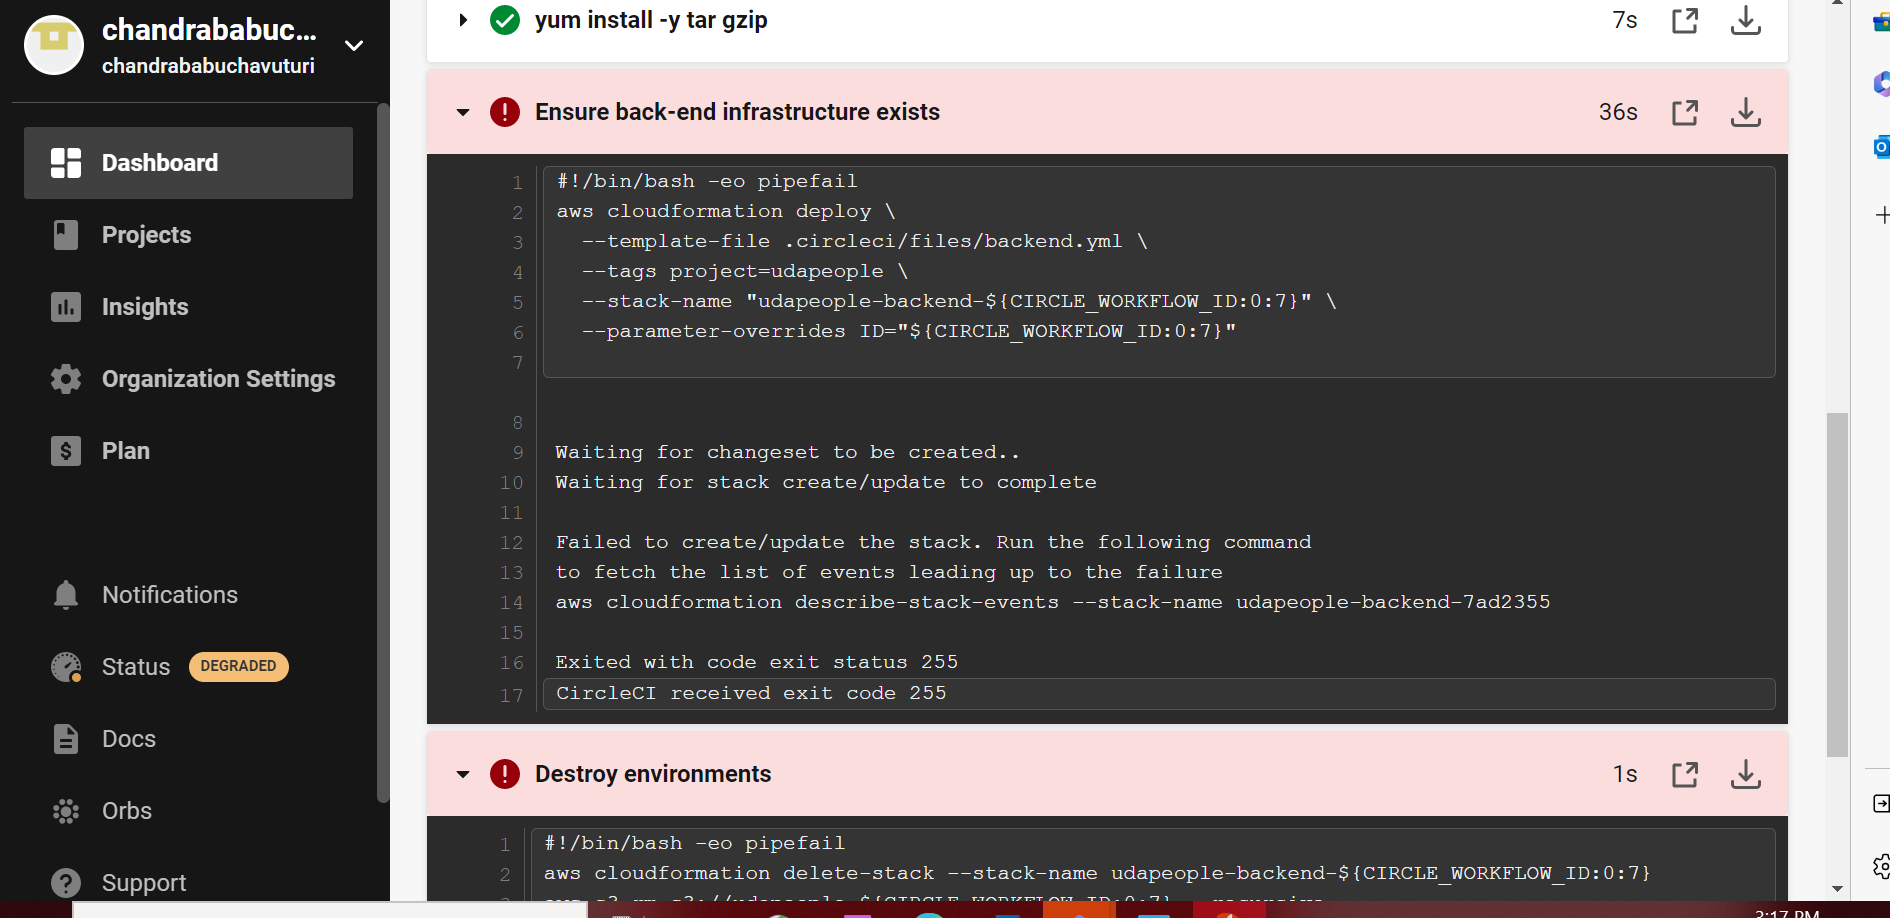 chandrababuc...
chandrababuchavuturi
Dashboard
Projects
Insights
Organization Settings
Plan
Notifications
Status DEGRADED
Docs
Orbs
Support
yum install -y tar gzip 7s
Ensure back-end infrastructure exists 36s
1 #!/bin/bash -eo pipefail
2 aws cloudformation deploy \
3 --template-file .circleci/files/backend.yml \
4 --tags project=udapeople \
5 --stack-name "udapeople-backend-${CIRCLE_WORKFLOW_ID:0:7}" \
6 --parameter-overrides ID="${CIRCLE_WORKFLOW_ID:0:7}"
7
8
9 Waiting for changeset to be created..
10 Waiting for stack create/update to complete
11
12 Failed to create/update the stack. Run the following command
13 to fetch the list of events leading up to the failure
14 aws cloudformation describe-stack-events --stack-name udapeople-backend-7ad2355
15
16 Exited with code exit status 255
17 CircleCI received exit code 255
Destroy environments 1s
1 #!/bin/bash -eo pipefail
2 aws cloudformation delete-stack --stack-name udapeople-backend-${CIRCLE_WORKFLOW_ID:0:7}
3:17 PM